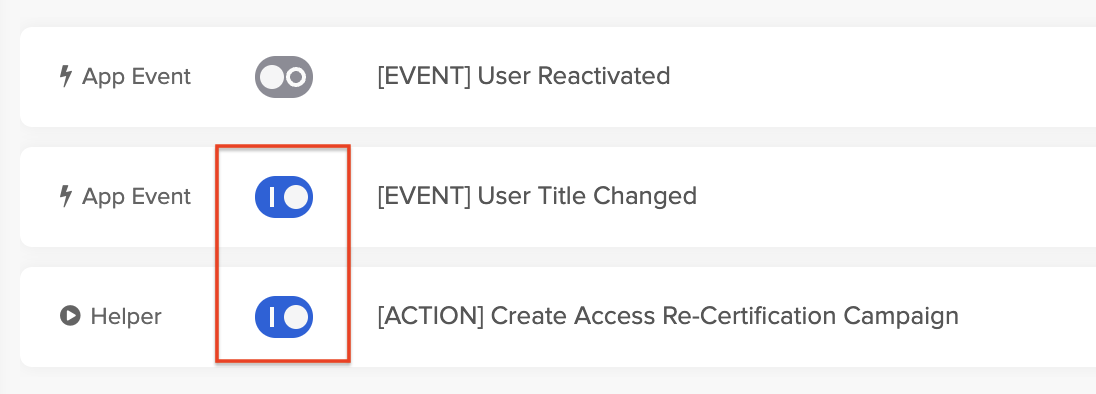 App Event [EVENT] User Reactivated
App Event [EVENT] User Title Changed
Helper [ACTION] Create Access Re-Certification Campaign